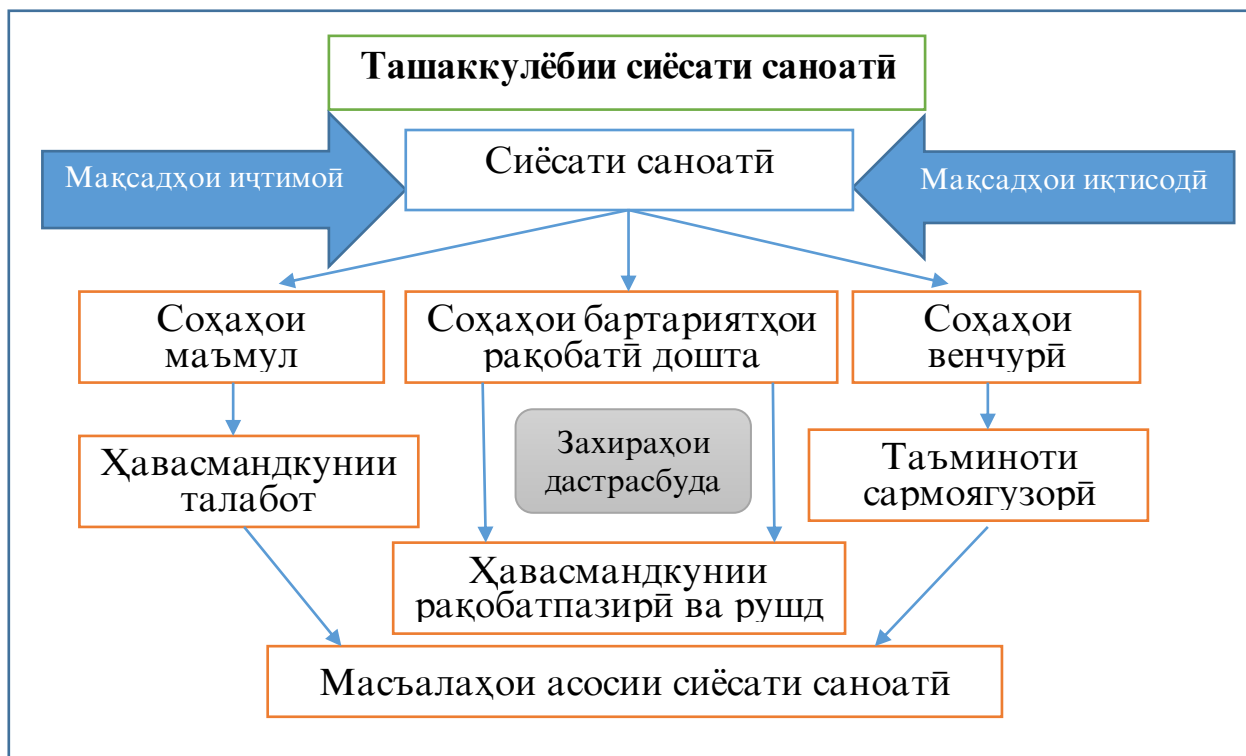 Ташаккулёбии сиёсати саноатӣ
Сиёсати саноатӣ
Мақсадҳои иҷтимоӣ
Мақсадҳои иқтисодӣ
Соҳаҳои
маъмул
Соҳаҳои бартариятҳои
рақобатӣ дошта
Соҳаҳои
венчурӣ
Ҳавасмандкунии
талабот
Захираҳои
дастрасбуда
Таъминоти
сармоягузорӣ
Ҳавасмандкунии
рақобатпазирӣ ва рушд
Масъалаҳои асосии сиёсати саноатӣ